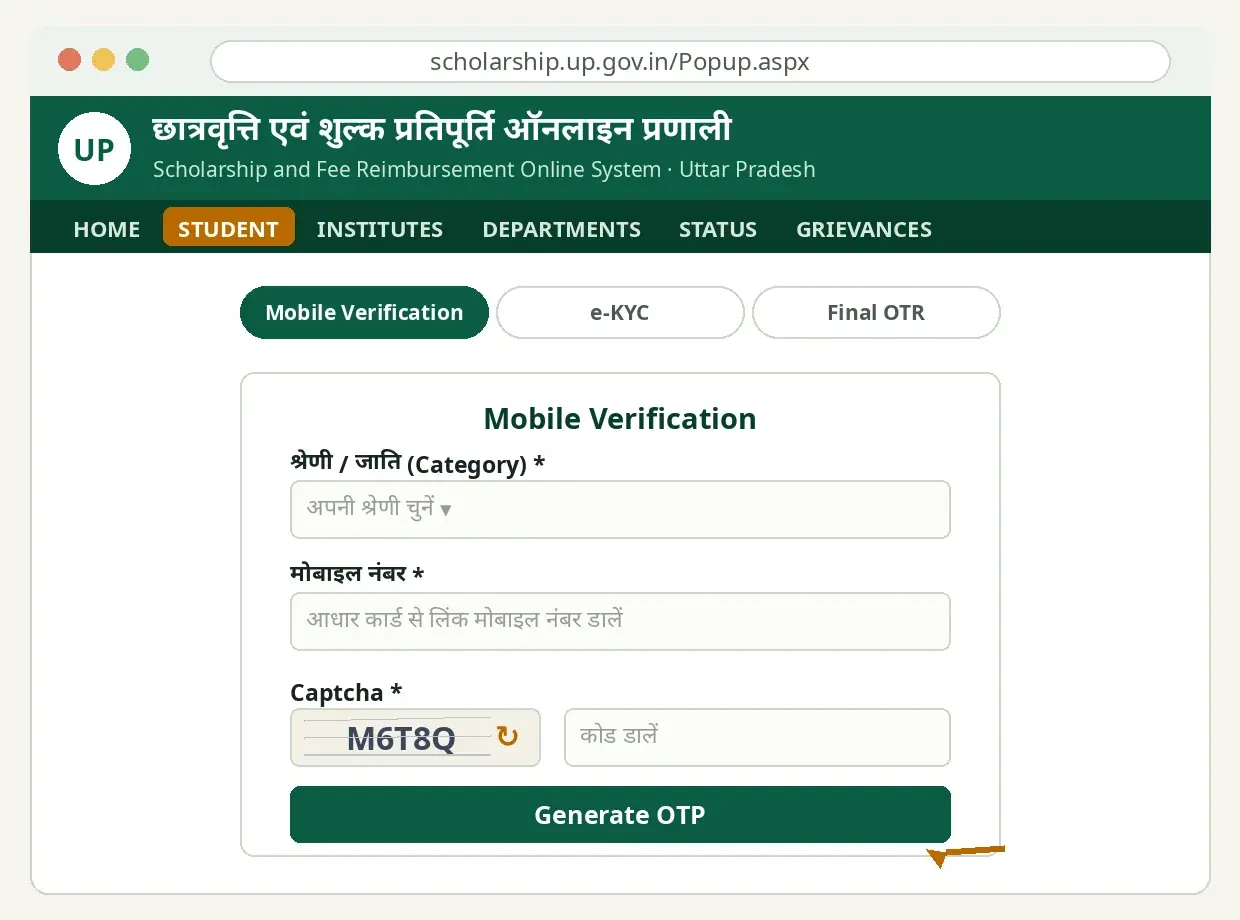 scholarship.up.gov.in/Popup.aspx
UP
छात्रवृत्ति एवं शुल्क प्रतिपूर्ति ऑनलाइन प्रणाली
Scholarship and Fee Reimbursement Online System · Uttar Pradesh
HOME STUDENT INSTITUTES DEPARTMENTS STATUS GRIEVANCES
Mobile Verification e-KYC Final OTR
Mobile Verification
श्रेणी / जाति (Category) *
अपनी श्रेणी चुनें ▾
मोबाइल नंबर *
आधार कार्ड से लिंक मोबाइल नंबर डालें
Captcha *
M6T8Q ↻ कोड डालें
Generate OTP